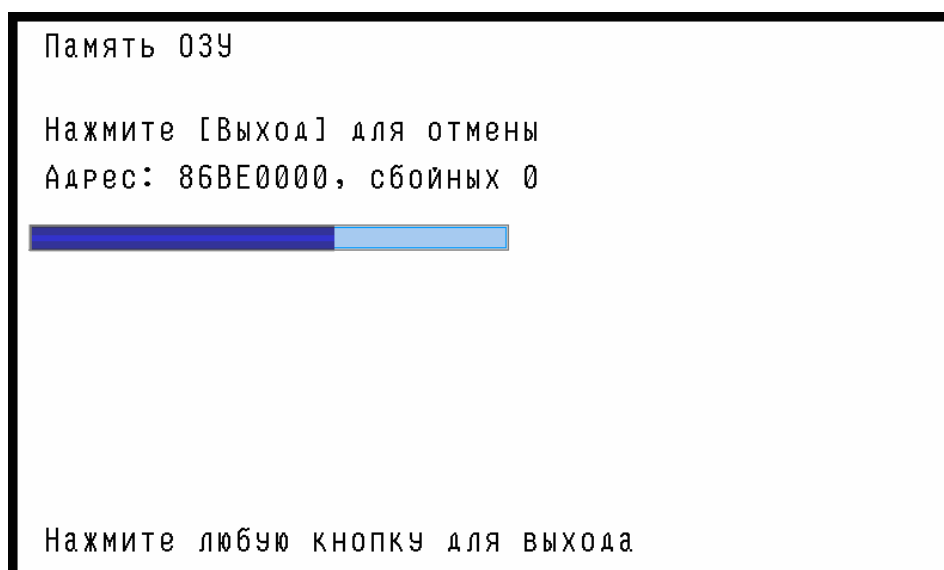 Память ОЗУ
Нажмите [Выход] для отмены
Адрес: 86BE0000, сбойных 0
Нажмите любую кнопку для выхода